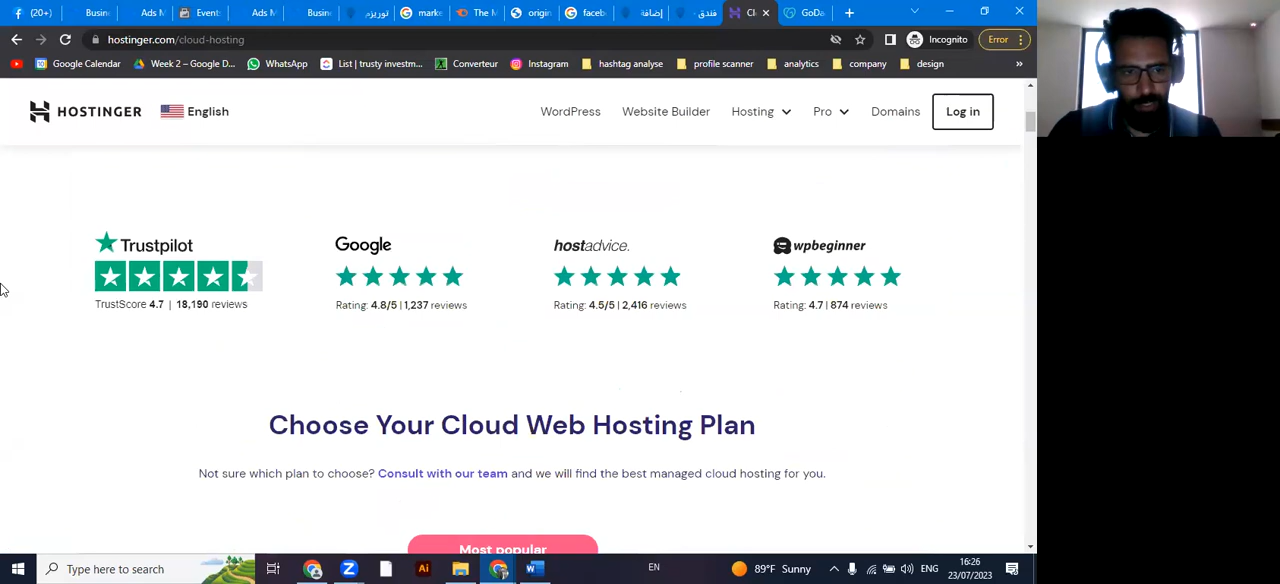 (20+)
Busine
Ads M
Event
Ads M
Busin
توريزم
marke
The M
origin
faceb
إضافة
فندق
Cl
GoDa
hostinger.com/cloud-hosting
Incognito
Error
Google Calendar
Week 2 – Google D...
WhatsApp
List | trusty investm...
Converteur
Instagram
hashtag analyse
profile scanner
analytics
company
design
»
HOSTINGER
English
WordPress
Website Builder
Hosting
Pro
Domains
Log in
Trustpilot
TrustScore 4.7 | 18,190 reviews
Google
Rating: 4.8/5 | 1,237 reviews
hostadvice.
Rating: 4.5/5 | 2,416 reviews
wpbeginner
Rating: 4.7 | 874 reviews
Choose Your Cloud Web Hosting Plan
Not sure which plan to choose? Consult with our team and we will find the best managed cloud hosting for you.
Most popular
Type here to search
Ai
EN
89°F Sunny
ENG
16:26
23/07/2023